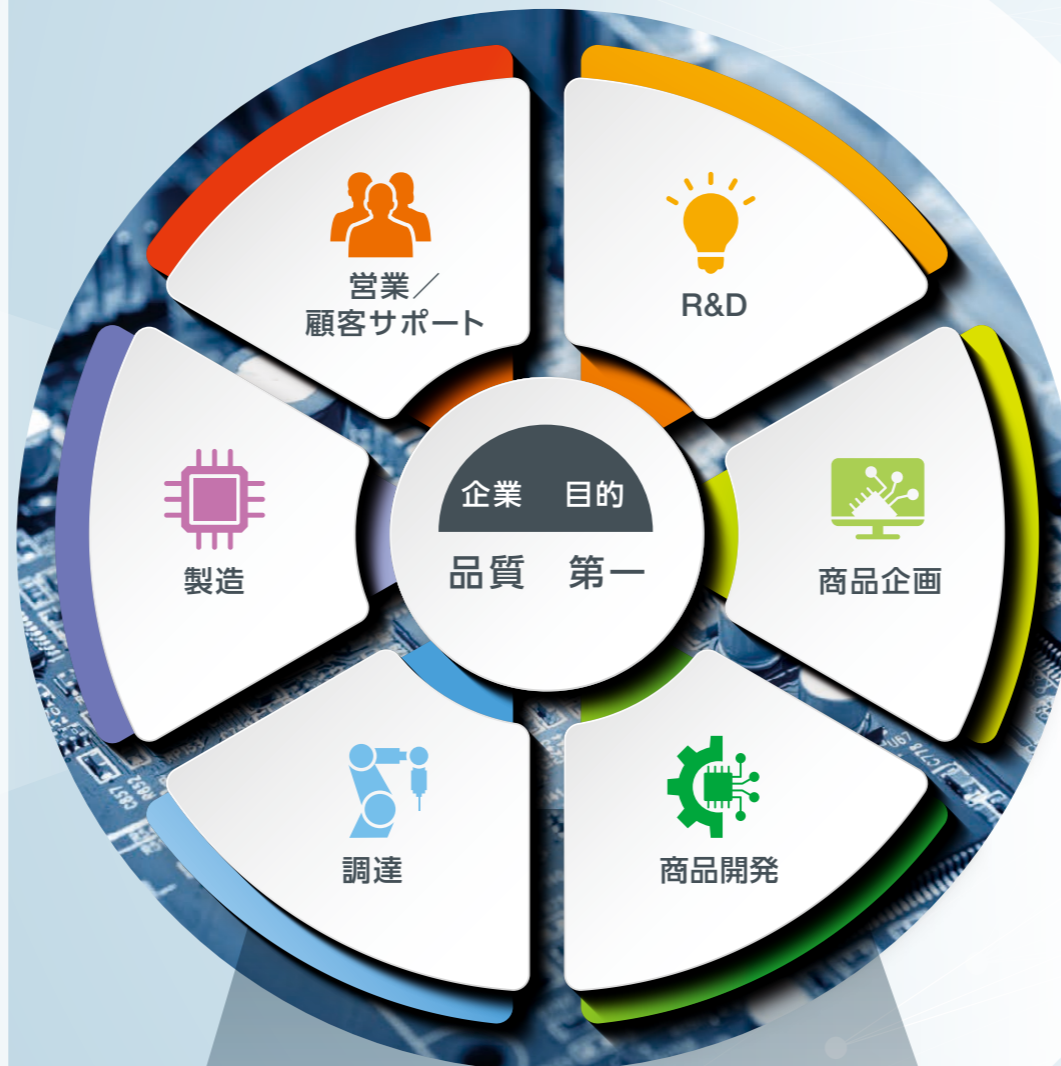 営業／
顧客サポート
R&D
製造
企業　目的
品質　第一
商品企画
調達
商品開発